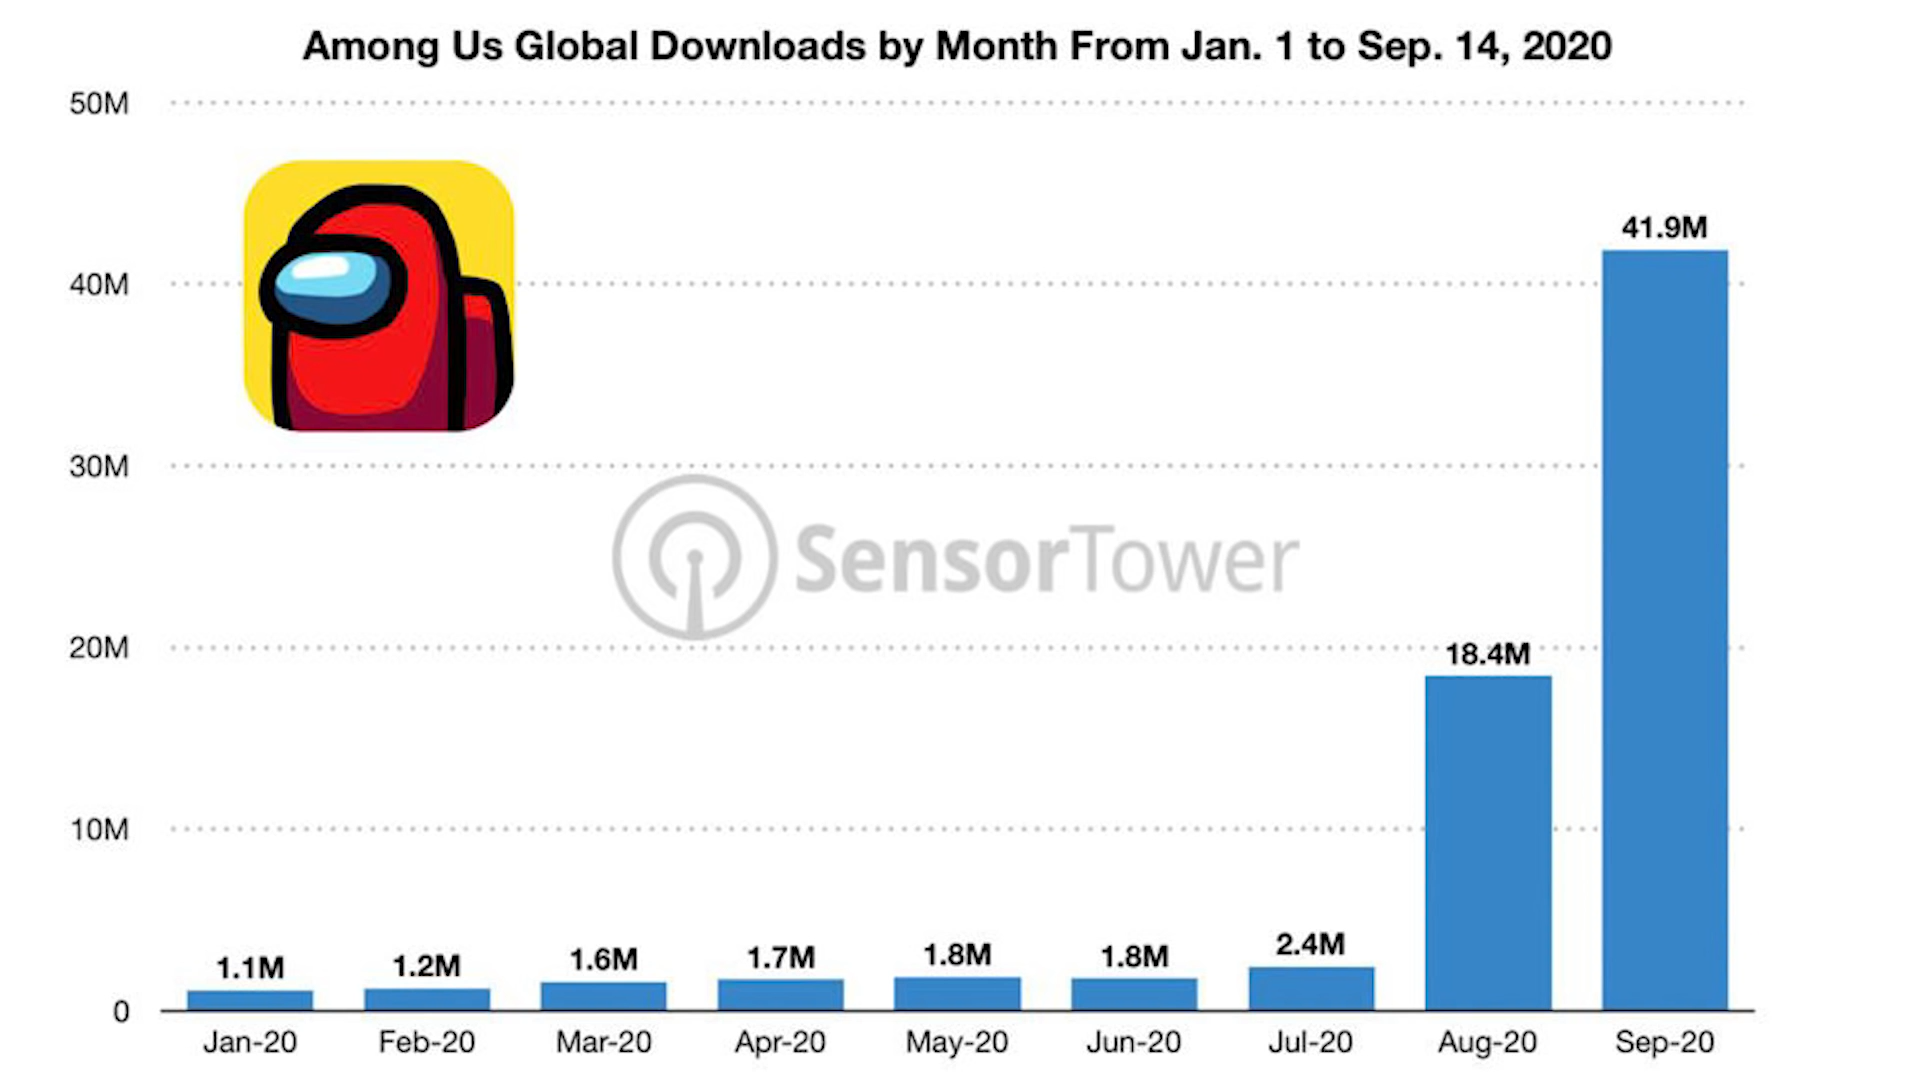 Among Us Global Downloads by Month From Jan. 1 to Sep. 14, 2020
50M
40M
30M
20M
10M
0
41.9M
18.4M
2.4M
1.8M
1.8M
1.7M
1.6M
1.2M
1.1M
SensorTower
Jan-20 Feb-20 Mar-20 Apr-20 May-20 Jun-20 Jul-20 Aug-20 Sep-20